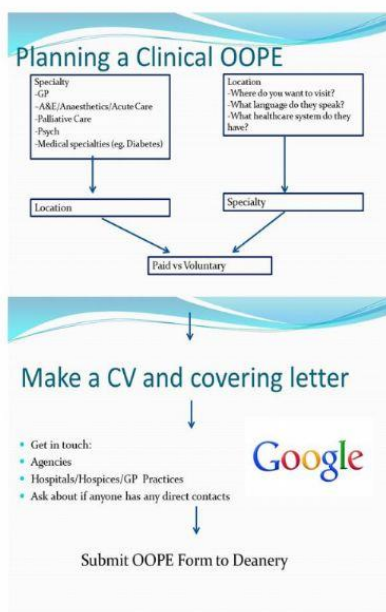 Planning a Clinical OOPE
Specialty
-GP
-A&E/Anaesthetics/Acute Care
-Palliative Care
-Psych
-Medical specialties (eg. Diabetes)
Location
-Where do you want to visit?
-What language do they speak?
-What healthcare system do they
have?
Location
Specialty
Paid vs Voluntary
Make a CV and covering letter
• Get in touch:
• Agencies
• Hospitals/Hospices/GP Practices
• Ask about if anyone has any direct contacts
Google
Submit OOPE Form to Deanery